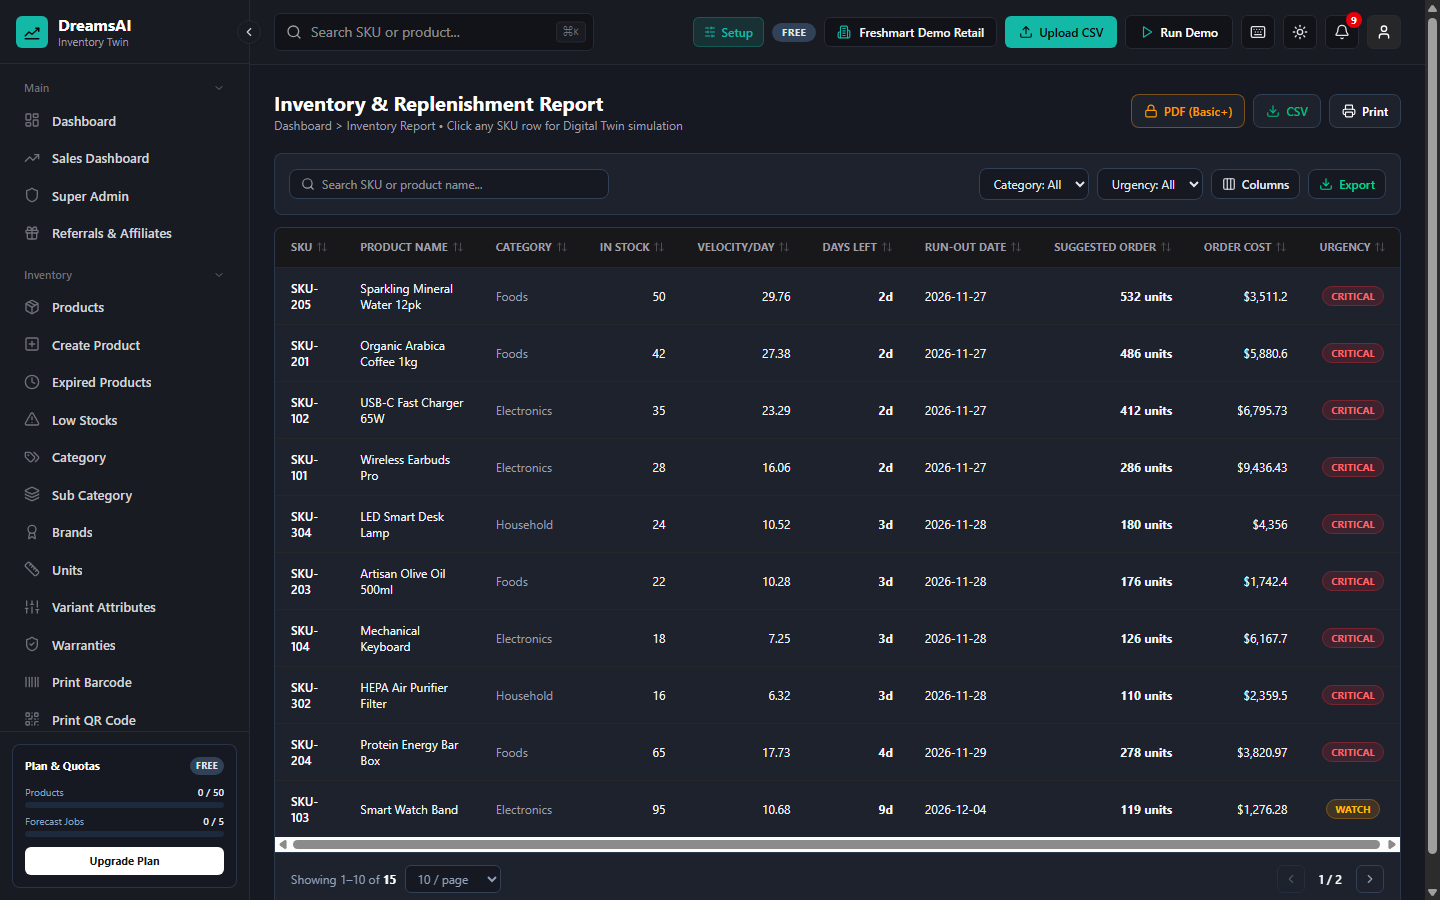 DreamsAI
Inventory Twin
Search SKU or product...
⌘K
Setup
FREE
Freshmart Demo Retail
Upload CSV
Run Demo
9
Main
Dashboard
Sales Dashboard
Super Admin
Referrals & Affiliates
Inventory
Products
Create Product
Expired Products
Low Stocks
Category
Sub Category
Brands
Units
Variant Attributes
Warranties
Print Barcode
Print QR Code
Plan & Quotas FREE
Products 0 / 50
Forecast Jobs 0 / 5
Upgrade Plan
Inventory & Replenishment Report
Dashboard > Inventory Report • Click any SKU row for Digital Twin simulation
PDF (Basic+)
CSV
Print
Search SKU or product name...
Category: All
Urgency: All
Columns
Export
SKU PRODUCT NAME CATEGORY IN STOCK VELOCITY/DAY DAYS LEFT RUN-OUT DATE SUGGESTED ORDER ORDER COST URGENCY
SKU-205 Sparkling Mineral Water 12pk Foods 50 29.76 2d 2026-11-27 532 units $3,511.2 CRITICAL
SKU-201 Organic Arabica Coffee 1kg Foods 42 27.38 2d 2026-11-27 486 units $5,880.6 CRITICAL
SKU-102 USB-C Fast Charger 65W Electronics 35 23.29 2d 2026-11-27 412 units $6,795.73 CRITICAL
SKU-101 Wireless Earbuds Pro Electronics 28 16.06 2d 2026-11-27 286 units $9,436.43 CRITICAL
SKU-304 LED Smart Desk Lamp Household 24 10.52 3d 2026-11-28 180 units $4,356 CRITICAL
SKU-203 Artisan Olive Oil 500ml Foods 22 10.28 3d 2026-11-28 176 units $1,742.4 CRITICAL
SKU-104 Mechanical Keyboard Electronics 18 7.25 3d 2026-11-28 126 units $6,167.7 CRITICAL
SKU-302 HEPA Air Purifier Filter Household 16 6.32 3d 2026-11-28 110 units $2,359.5 CRITICAL
SKU-204 Protein Energy Bar Box Foods 65 17.73 4d 2026-11-29 278 units $3,820.97 CRITICAL
SKU-103 Smart Watch Band Electronics 95 10.68 9d 2026-12-04 119 units $1,276.28 WATCH
Showing 1–10 of 15
10 / page
1 / 2